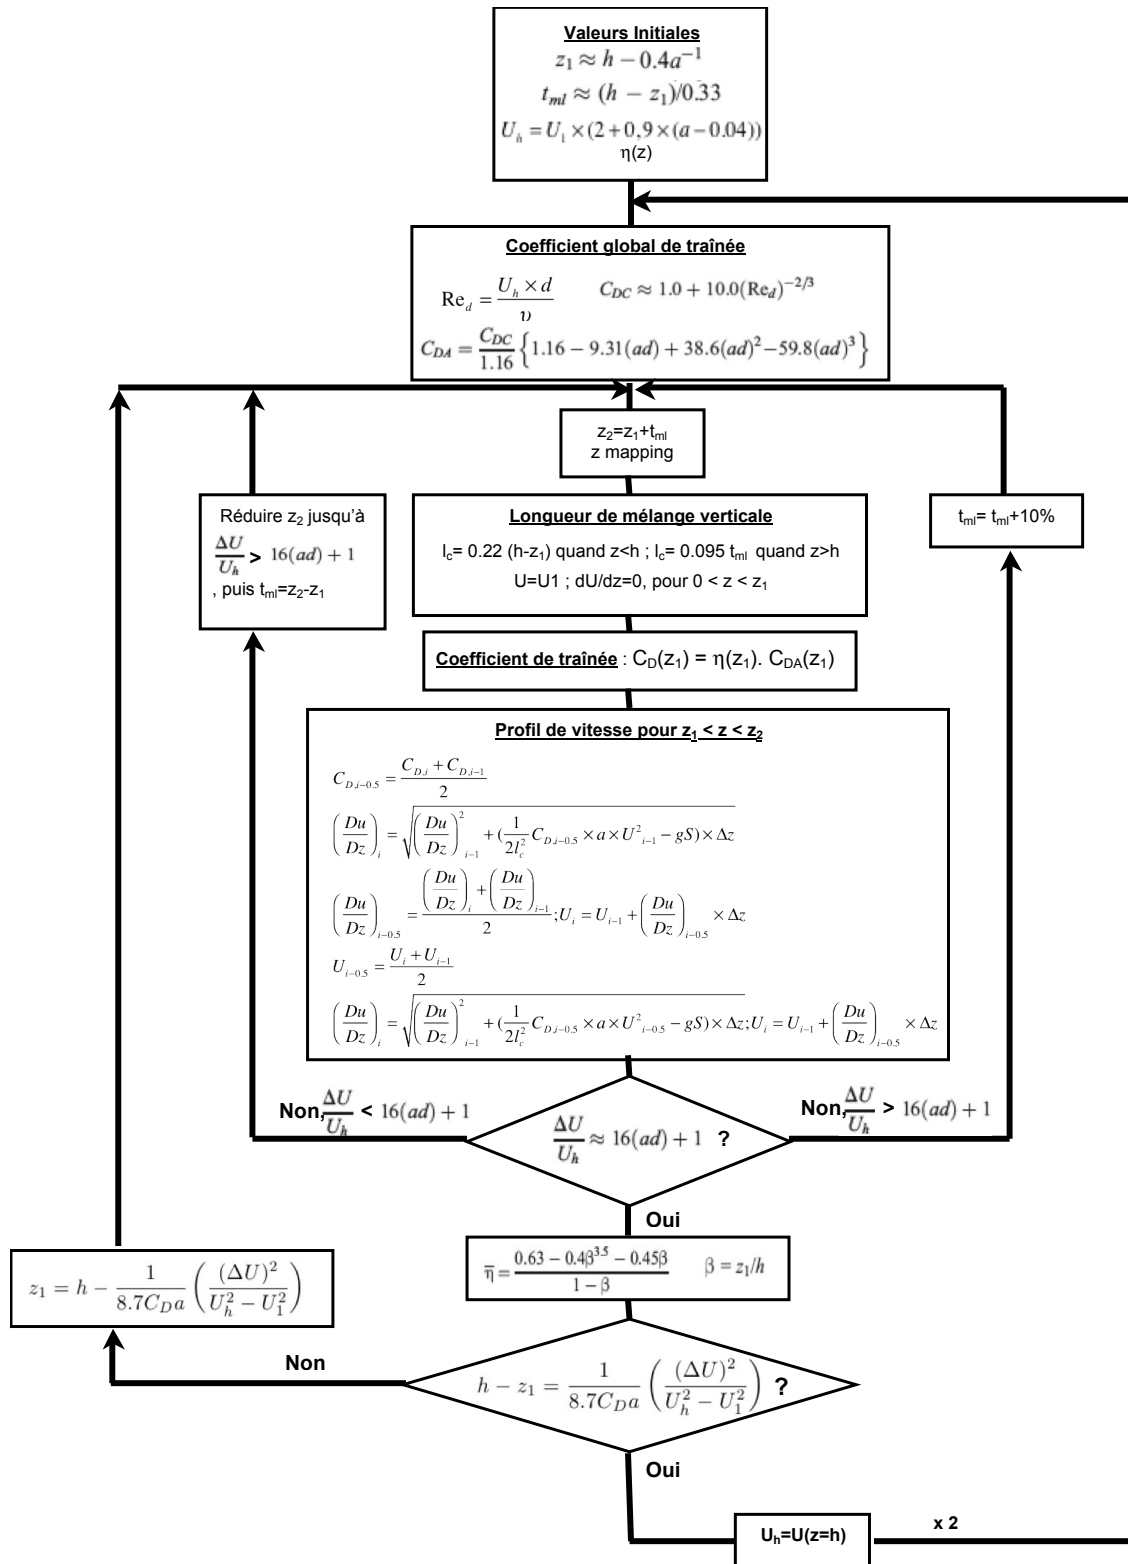 Valeurs Initiales
z₁ ≈ h − 0.4a⁻¹
t_ml ≈ (h − z₁)/0.33
U_h = U₁ × (2 + 0,9 × (a − 0.04))
η(z)
Coefficient global de traînée
Re_d = (U_h × d)/υ    C_DC ≈ 1.0 + 10.0(Re_d)^(−2/3)
C_DA = (C_DC/1.16) {1.16 − 9.31(ad) + 38.6(ad)² − 59.8(ad)³}
z₂=z₁+t_ml
z mapping
Réduire z₂ jusqu'à
ΔU/U_h > 16(ad) + 1
, puis t_ml=z₂-z₁
Longueur de mélange verticale
l_c= 0.22 (h-z₁) quand z<h ; l_c= 0.095 t_ml quand z>h
U=U1 ; dU/dz=0, pour 0 < z < z₁
t_ml= t_ml+10%
Coefficient de traînée : C_D(z₁) = η(z₁). C_DA(z₁)
Profil de vitesse pour z₁ < z < z₂
C_D,i−0.5 = (C_D,i + C_D,i−1)/2
(Du/Dz)_i = √((Du/Dz)²_i−1 + (1/(2l_c²) C_D,i−0.5 × a × U²_i−1 − gS) × Δz)
(Du/Dz)_i−0.5 = ((Du/Dz)_i + (Du/Dz)_i−1)/2 ; U_i = U_i−1 + (Du/Dz)_i−0.5 × Δz
U_i−0.5 = (U_i + U_i−1)/2
(Du/Dz)_i = √((Du/Dz)²_i−1 + (1/(2l_c²) C_D,i−0.5 × a × U²_i−0.5 − gS) × Δz) ; U_i = U_i−1 + (Du/Dz)_i−0.5 × Δz
Non, ΔU/U_h < 16(ad) + 1
ΔU/U_h ≈ 16(ad) + 1 ?
Non, ΔU/U_h > 16(ad) + 1
Oui
η̄ = (0.63 − 0.4β^3.5 − 0.45β)/(1 − β)    β = z₁/h
z₁ = h − 1/(8.7C_D a) ((ΔU)²/(U_h² − U₁²))
Non
h − z₁ = 1/(8.7C_D a) ((ΔU)²/(U_h² − U₁²)) ?
Oui
U_h=U(z=h)
x 2